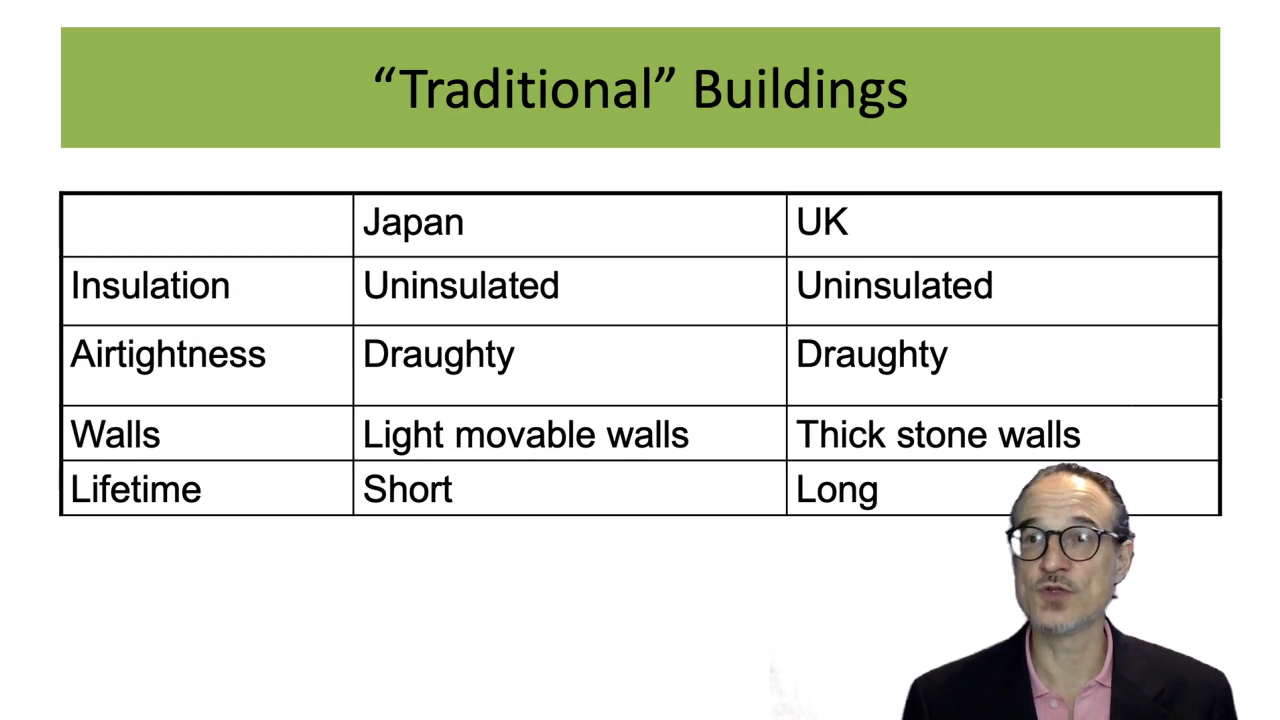 “Traditional” Buildings
Japan UK
Insulation Uninsulated Uninsulated
Airtightness Draughty Draughty
Walls Light movable walls Thick stone walls
Lifetime Short Long